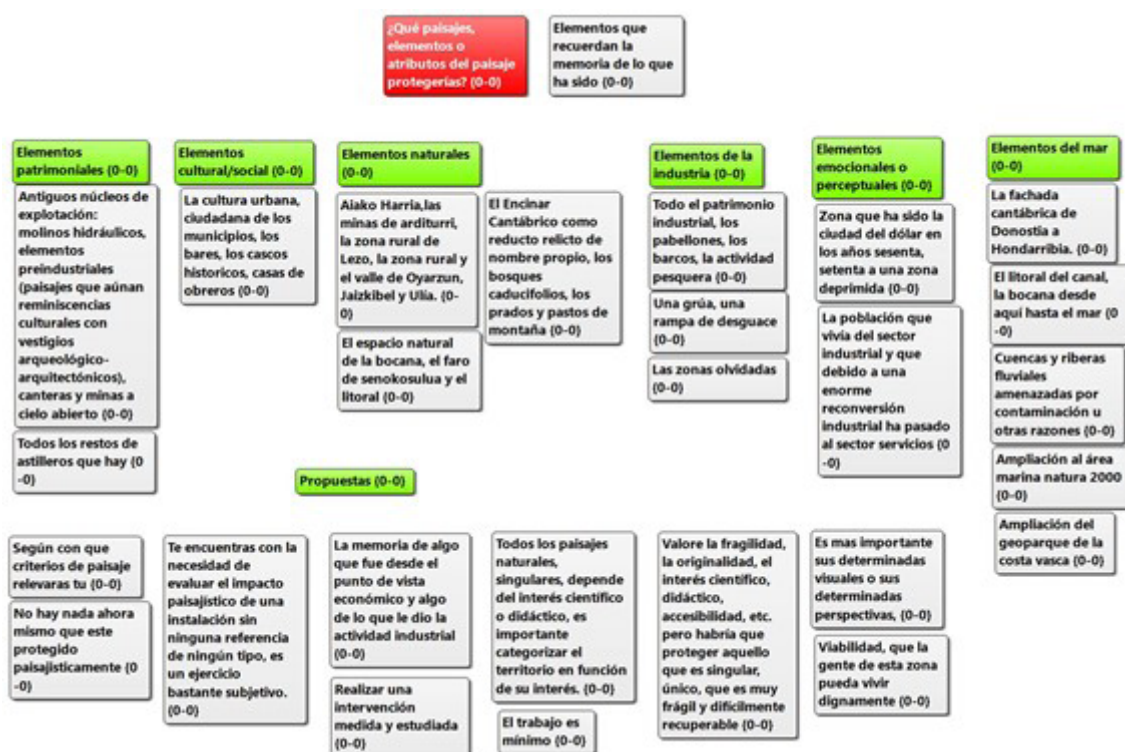 ¿Qué paisajes,
elementos o
atributos del paisaje
protegerías? (0-0)
Elementos que
recuerdan la
memoria de lo que
ha sido (0-0)
Elementos
patrimoniales (0-0)
Antiguos núcleos de
explotación:
molinos hidráulicos,
elementos
preindustriales
(paisajes que aúnan
reminiscencias
culturales con
vestigios
arqueológico-
arquitectónicos),
canteras y minas a
cielo abierto (0-0)
Todos los restos de
astilleros que hay (0
-0)
Elementos
cultural/social (0-0)
La cultura urbana,
ciudadana de los
municipios, los
bares, los cascos
historicos, casas de
obreros (0-0)
Elementos naturales
(0-0)
Aiako Harria,las
minas de arditurri,
la zona rural de
Lezo, la zona rural y
el valle de Oyarzun,
Jaizkibel y Ulia. (0-
0)
El espacio natural
de la bocana, el faro
de senokosulua y el
litoral (0-0)
El Encinar
Cantábrico como
reducto relicto de
nombre propio, los
bosques
caducifolios, los
prados y pastos de
montaña (0-0)
Elementos de la
industria (0-0)
Todo el patrimonio
industrial, los
pabellones, los
barcos, la actividad
pesquera (0-0)
Una grúa, una
rampa de desguace
(0-0)
Las zonas olvidadas
(0-0)
Elementos
emocionales o
perceptuales (0-0)
Zona que ha sido la
ciudad del dólar en
los años sesenta,
setenta a una zona
deprimida (0-0)
La población que
vivía del sector
industrial y que
debido a una
enorme
reconversión
industrial ha pasado
al sector servicios (0
-0)
Elementos del mar
(0-0)
La fachada
cantábrica de
Donostia a
Hondarribia. (0-0)
El litoral del canal,
la bocana desde
aquí hasta el mar (0
-0)
Cuencas y riberas
fluviales
amenazadas por
contaminación u
otras razones (0-0)
Ampliación al área
marina natura 2000
(0-0)
Ampliación del
geoparque de la
costa vasca (0-0)
Propuestas (0-0)
Según con que
criterios de paisaje
relevaras tu (0-0)
No hay nada ahora
mismo que este
protegido
paisajisticamente (0
-0)
Te encuentras con la
necesidad de
evaluar el impacto
paisajístico de una
instalación sin
ninguna referencia
de ningún tipo, es
un ejercicio
bastante subjetivo.
(0-0)
La memoria de algo
que fue desde el
punto de vista
económico y algo
de lo que le dio la
actividad industrial
(0-0)
Realizar una
intervención
medida y estudiada
(0-0)
Todos los paisajes
naturales,
singulares, depende
del interés científico
o didáctico, es
importante
categorizar el
territorio en función
de su interés. (0-0)
El trabajo es
mínimo (0-0)
Valore la fragilidad,
la originalidad, el
interés científico,
didáctico,
accesibilidad, etc.
pero habría que
proteger aquello
que es singular,
único, que es muy
frágil y difícilmente
recuperable (0-0)
Es mas importante
sus determinadas
visuales o sus
determinadas
perspectivas, (0-0)
Viabilidad, que la
gente de esta zona
pueda vivir
dignamente (0-0)